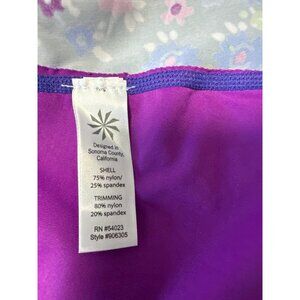 Designed in
Sonoma County,
California
SHELL
75% nylon/
25% spandex
TRIMMING
80% nylon
20% spandex
RN #54023
Style #906305